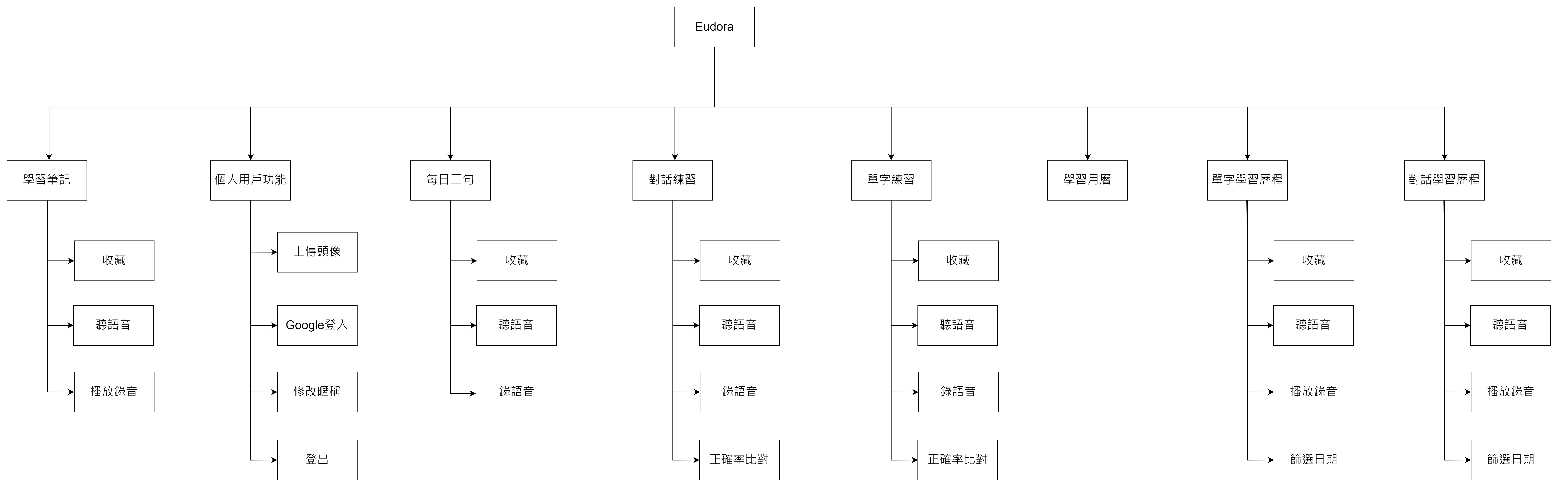 Eudora
學習筆記
個人用戶功能
每日三句
對話練習
單字練習
學習月曆
單字學習歷程
對話學習歷程
收藏
聽語音
播放錄音
上傳頭像
Google登入
修改暱稱
登出
收藏
聽語音
錄語音
收藏
聽語音
錄語音
正確率比對
收藏
聽語音
錄語音
正確率比對
收藏
聽語音
播放錄音
篩選日期
收藏
聽語音
播放錄音
篩選日期